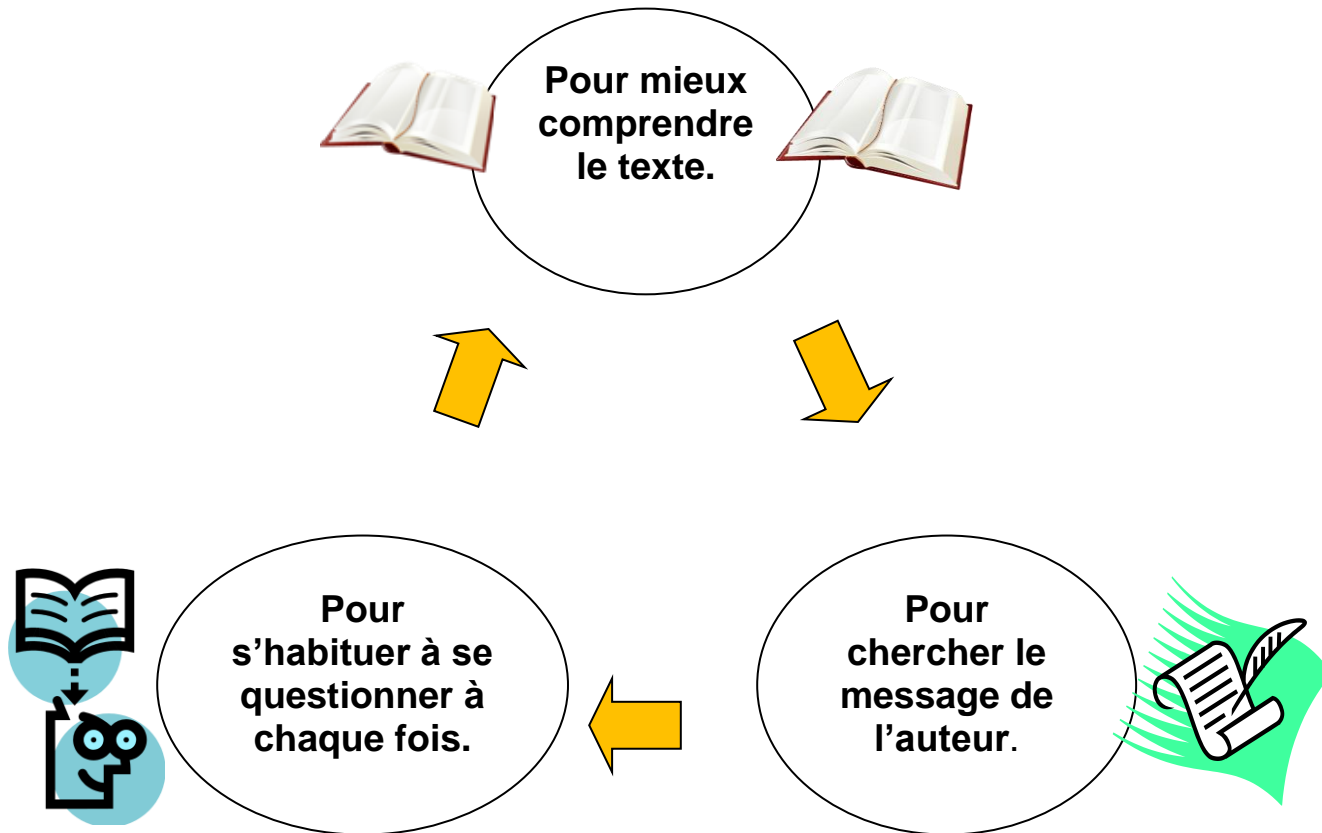 Pour mieux
comprendre
le texte.
Pour
s’habituer à se
questionner à
chaque fois.
Pour
chercher le
message de
l’auteur.